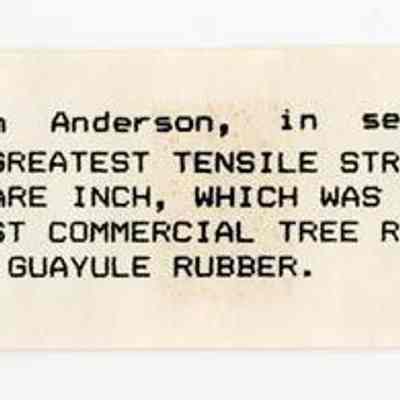 Anderson, in
GREATEST TENSILE STR
ARE INCH, WHICH WAS
ST COMMERCIAL TREE R
GUAYULE RUBBER.